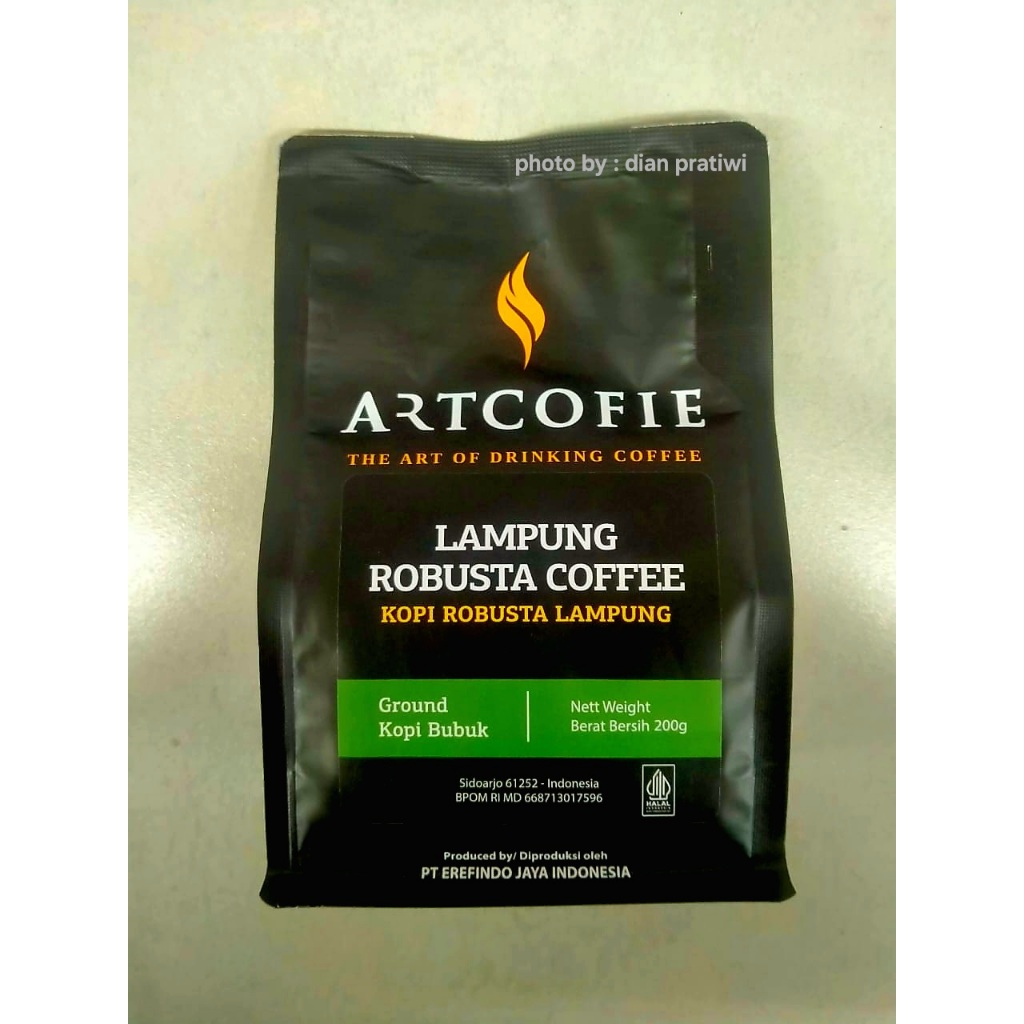 photo by : dian pratiwi
ARTCOFIE
THE ART OF DRINKING COFFEE
LAMPUNG
ROBUSTA COFFEE
KOPI ROBUSTA LAMPUNG
Ground
Kopi Bubuk
Nett Weight
Berat Bersih 200g
Sidoarjo 61252 - Indonesia
BPOM RI MD 668713017596
HALAL
INDONESIA
Produced by/ Diproduksi oleh
PT EREFINDO JAYA INDONESIA